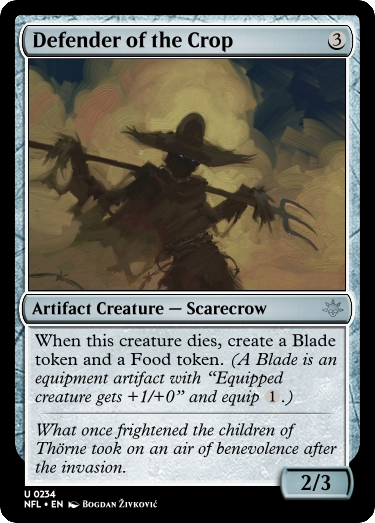 Defender of the Crop 3
Artifact Creature — Scarecrow
When this creature dies, create a Blade
token and a Food token. (A Blade is an
equipment artifact with “Equipped
creature gets +1/+0” and equip 1.)
What once frightened the children of
Thörne took on an air of benevolence after
the invasion.
2/3
U 0234
NFL • EN Bogdan Živković